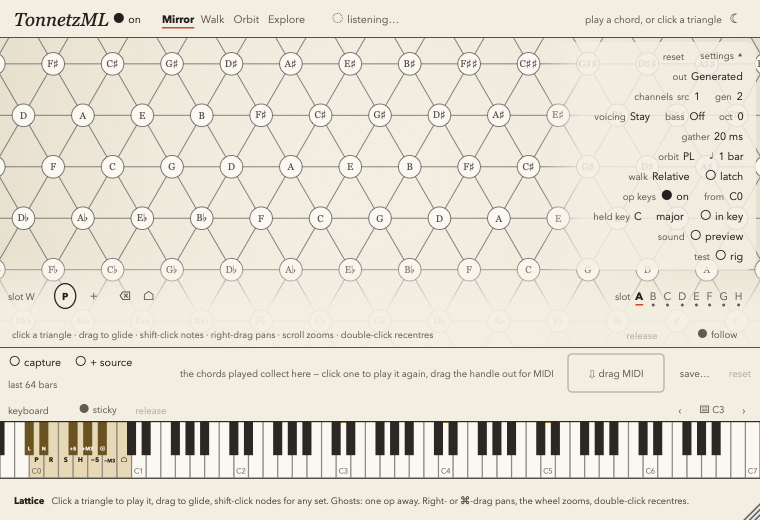 TonnetzML on Mirror Walk Orbit Explore listening… play a chord, or click a triangle
F♯ C♯ G♯ D♯ A♯ E♯ B♯ F♯♯ C♯♯
reset settings
out Generated
channels src 1 gen 2
D A E B F♯ C♯ G♯ D♯ A♯ E♯
voicing Stay bass Off oct 0
gather 20 ms
orbit PL ♩ 1 bar
F C G D A E B F♯ C♯ G♯
walk Relative latch
op keys on from C0
D♭ A♭ E♭ B♭ F C G D A E
held key C major in key
sound preview
test rig
F♭ C♭ G♭ D♭ A♭ E♭ B♭ F C G D A
slot W P + slot A B C D E F G H
click a triangle · drag to glide · shift-click notes · right-drag pans · scroll zooms · double-click recentres release follow
capture + source
last 64 bars
the chords played collect here – click one to play it again, drag the handle out for MIDI ⇩ drag MIDI save… reset
keyboard sticky release ‹ C3 ›
L N +S +M3
P R S H −S −M3
C0 C1 C2 C3 C4 C5 C6 C7
Lattice Click a triangle to play it, drag to glide, shift-click nodes for any set. Ghosts: one op away. Right- or ⌘-drag pans, the wheel zooms, double-click recentres.